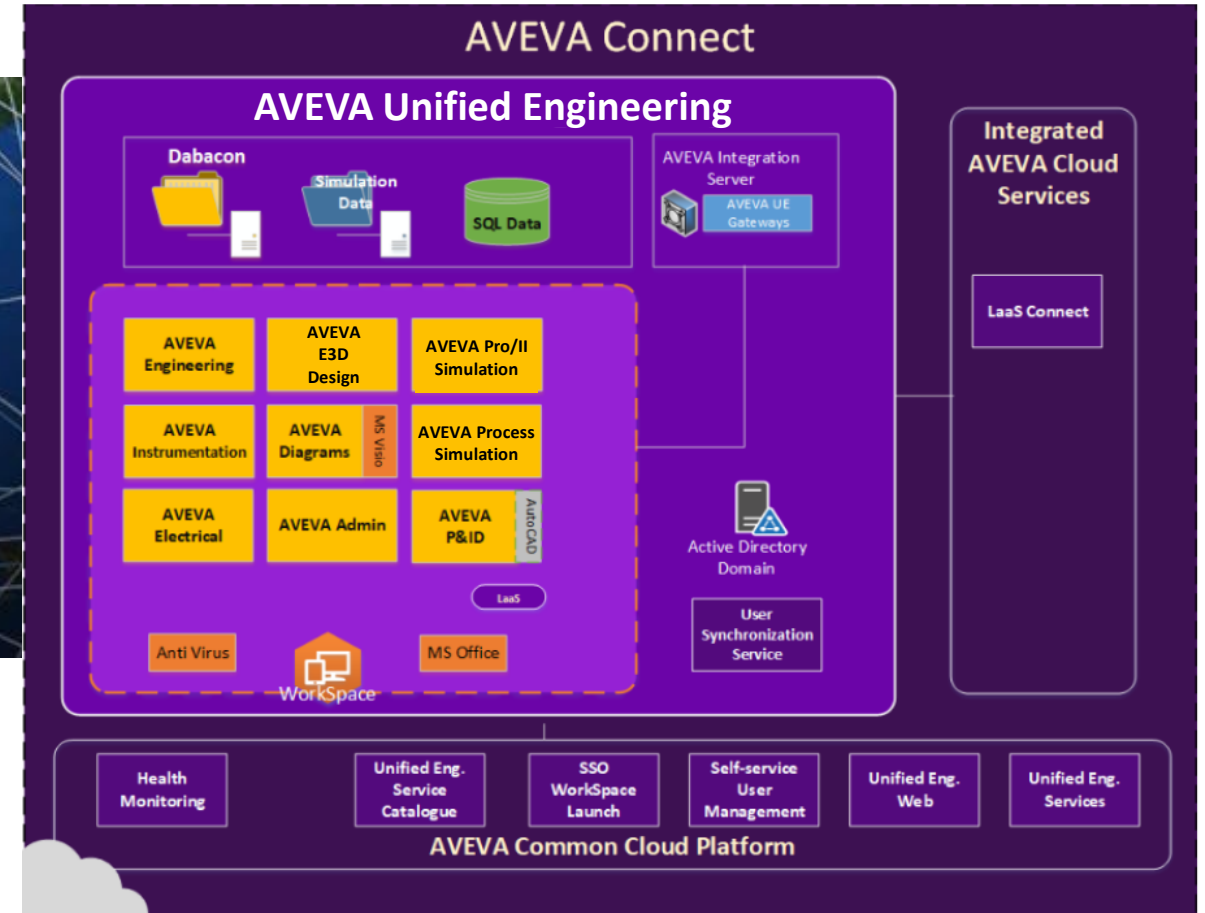 AVEVA Connect
AVEVA Unified Engineering
Dabacon
Simulation
Data
SQL Data
AVEVA Integration
Server
AVEVA UE
Gateways
Integrated
AVEVA Cloud
Services
LaaS Connect
AVEVA
Engineering
AVEVA
E3D
Design
AVEVA Pro/II
Simulation
AVEVA
Instrumentation
AVEVA
Diagrams
MS Visio
AVEVA Process
Simulation
AVEVA
Electrical
AVEVA Admin
AVEVA
P&ID
AutoCAD
LaaS
Anti Virus
WorkSpace
MS Office
Active Directory
Domain
User
Synchronization
Service
Health
Monitoring
Unified Eng.
Service
Catalogue
SSO
WorkSpace
Launch
Self-service
User
Management
Unified Eng.
Web
Unified Eng.
Services
AVEVA Common Cloud Platform